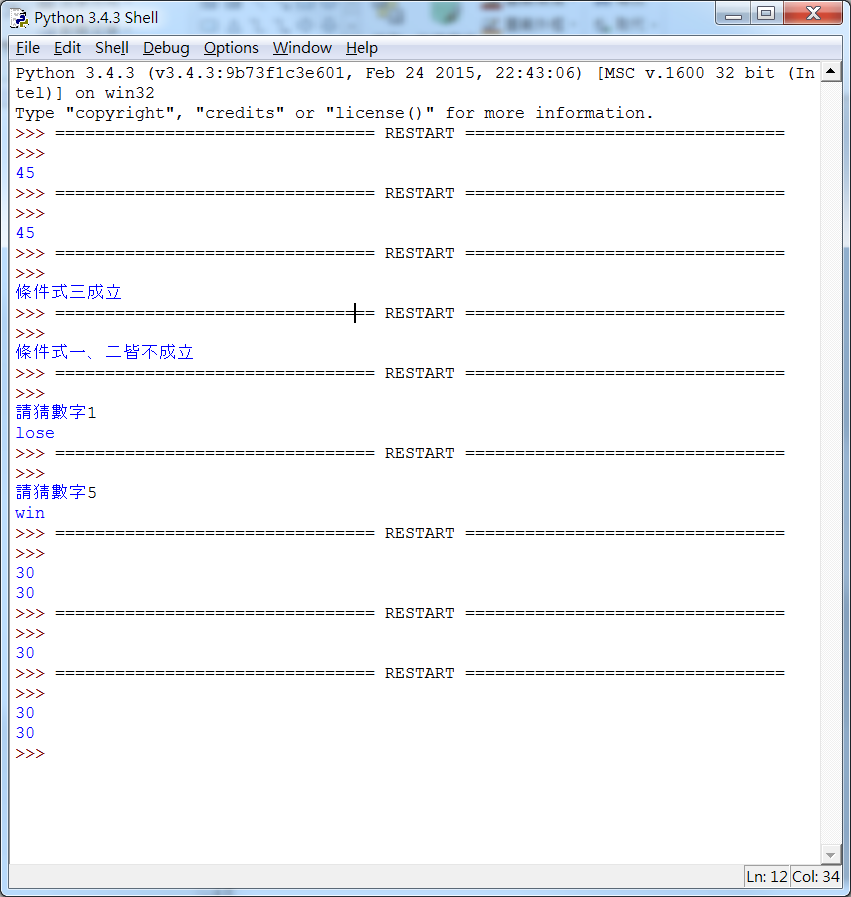 Python 3.4.3 Shell
File Edit Shell Debug Options Window Help
Python 3.4.3 (v3.4.3:9b73f1c3e601, Feb 24 2015, 22:43:06) [MSC v.1600 32 bit (In
tel)] on win32
Type "copyright", "credits" or "license()" for more information.
>>> ================================ RESTART ================================
>>>
45
>>> ================================ RESTART ================================
>>>
45
>>> ================================ RESTART ================================
>>>
條件式三成立
>>> ================================ RESTART ================================
>>>
條件式一、二皆不成立
>>> ================================ RESTART ================================
>>>
請猜數字1
lose
>>> ================================ RESTART ================================
>>>
請猜數字5
win
>>> ================================ RESTART ================================
>>>
30
30
>>> ================================ RESTART ================================
>>>
30
>>> ================================ RESTART ================================
>>>
30
30
>>>
Ln: 12 Col: 34